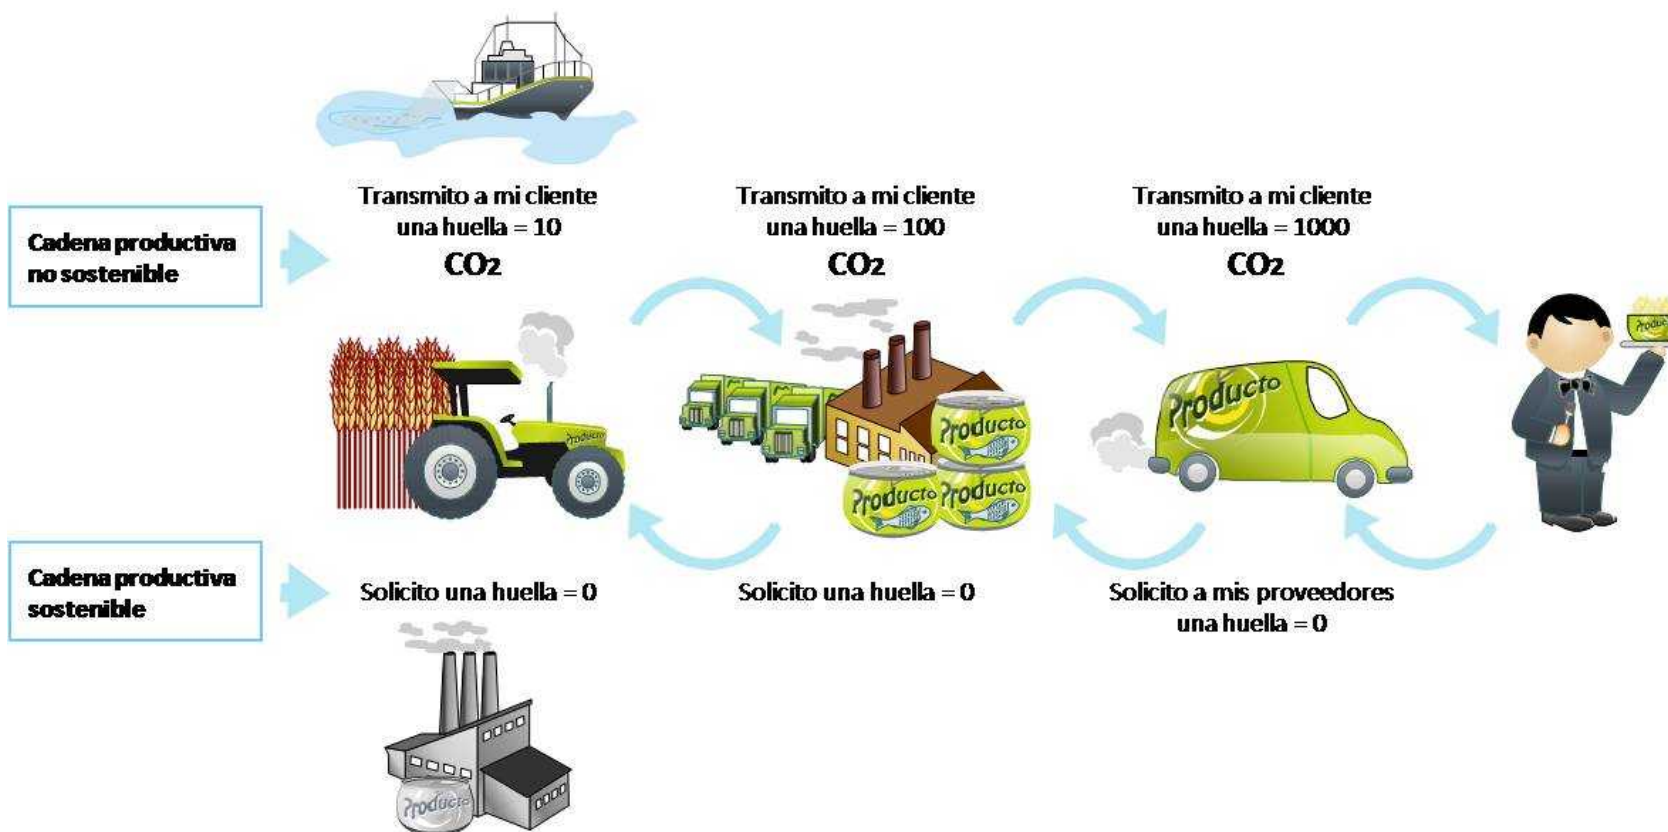 Transmito a mi cliente
una huella = 10
CO2
Transmito a mi cliente
una huella = 100
CO2
Transmito a mi cliente
una huella = 1000
CO2
Cadena productiva
no sostenible
Producto
Producto
Producto
Producto
Producto
Producto
Cadena productiva
sostenible
Solicito una huella = 0
Solicito una huella = 0
Solicito a mis proveedores
una huella = 0
Producto